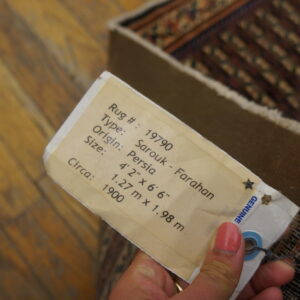 Rug #: 19790
Type: Sarouk - Farahan
Origin: Persia
Size: 4' 2" x 6' 6"
1.27 m x 1.98 m
Circa: 1900
GENUINE